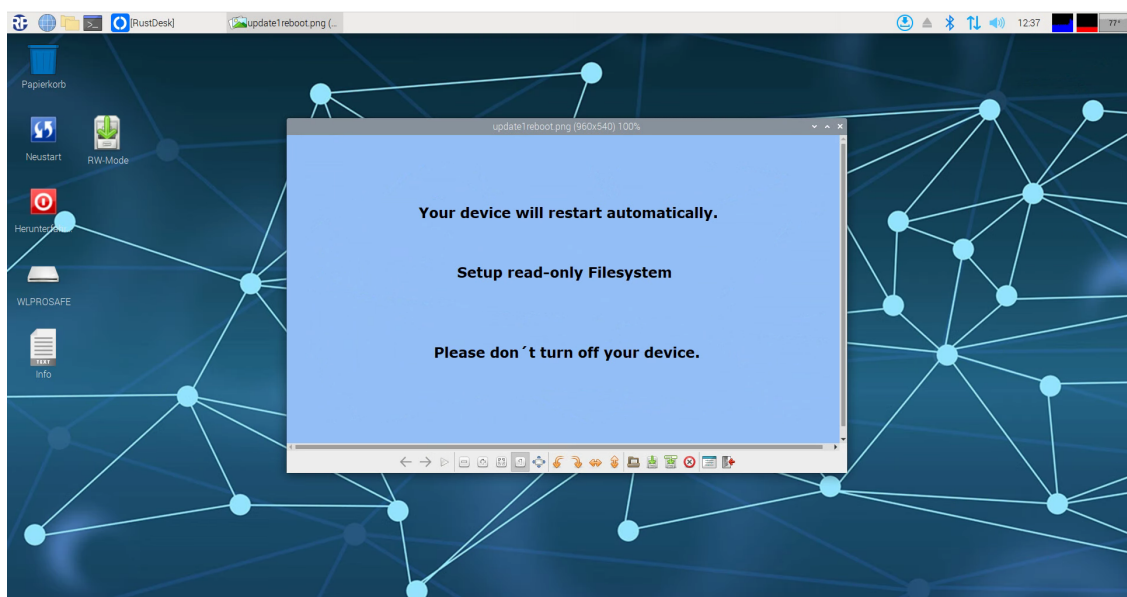 [RustDesk]
update1reboot.png (...
12:37
77°
Papierkorb
Neustart
RW-Mode
WLPROSAFE
TEXT
Info
update1reboot.png (960x540) 100%
Your device will restart automatically.
Setup read-only Filesystem
Please don´t turn off your device.